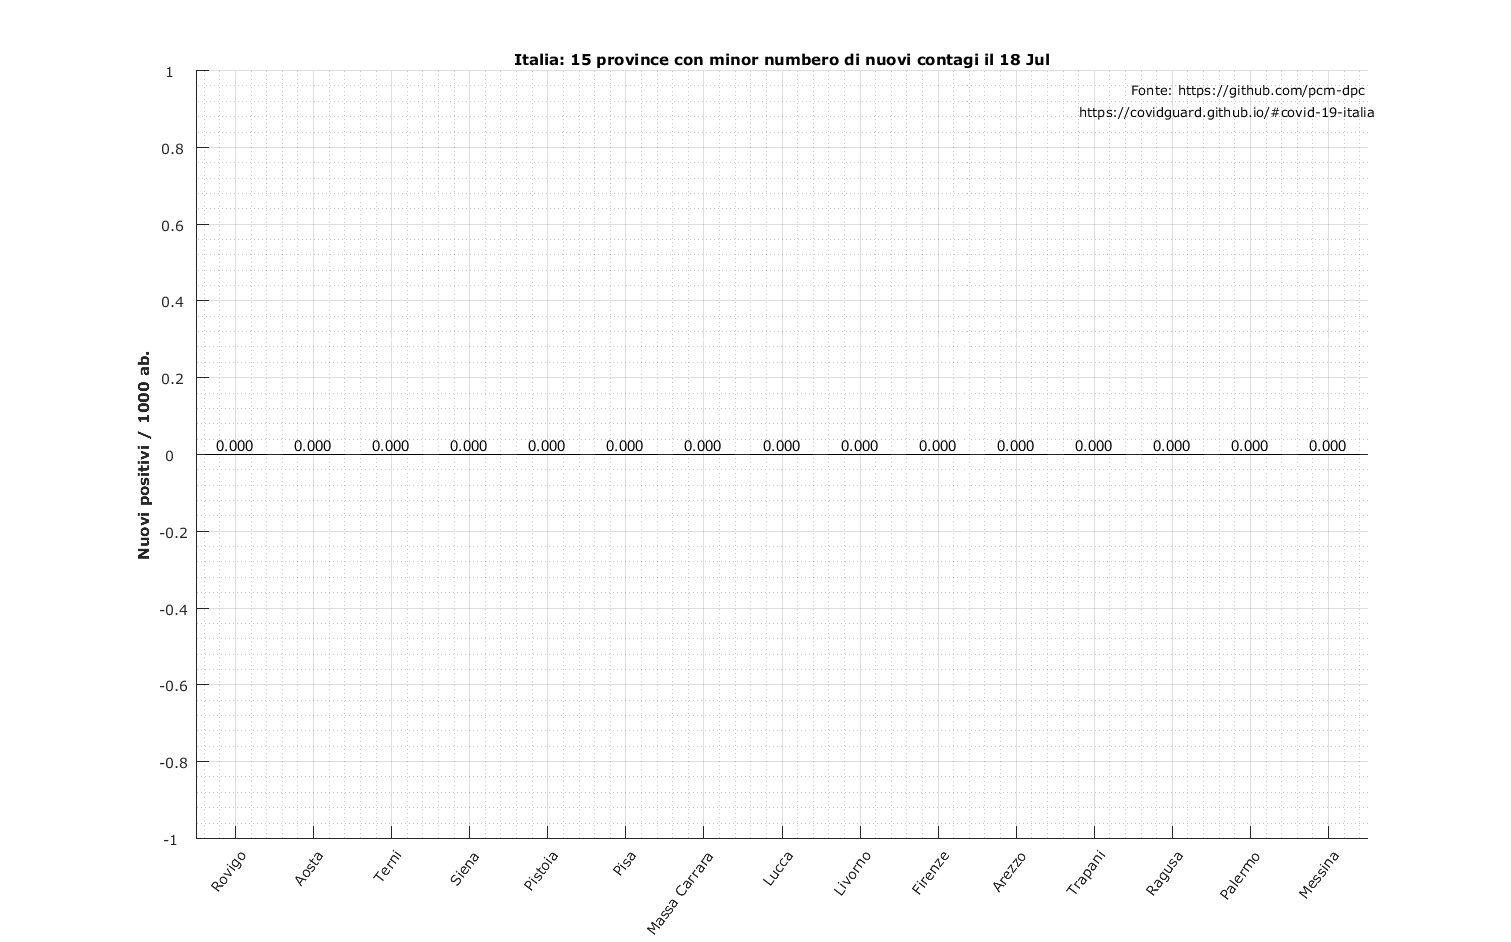 Italia: 15 province con minor numbero di nuovi contagi il 18 Jul
Fonte: https://github.com/pcm-dpc
https://covidguard.github.io/#covid-19-italia
Nuovi positivi / 1000 ab.
1
0.8
0.6
0.4
0.2
0
-0.2
-0.4
-0.6
-0.8
-1
0.000 0.000 0.000 0.000 0.000 0.000 0.000 0.000 0.000 0.000 0.000 0.000 0.000 0.000 0.000
Rovigo Aosta Terni Siena Pistoia Pisa Massa Carrara Lucca Livorno Firenze Arezzo Trapani Ragusa Palermo Messina